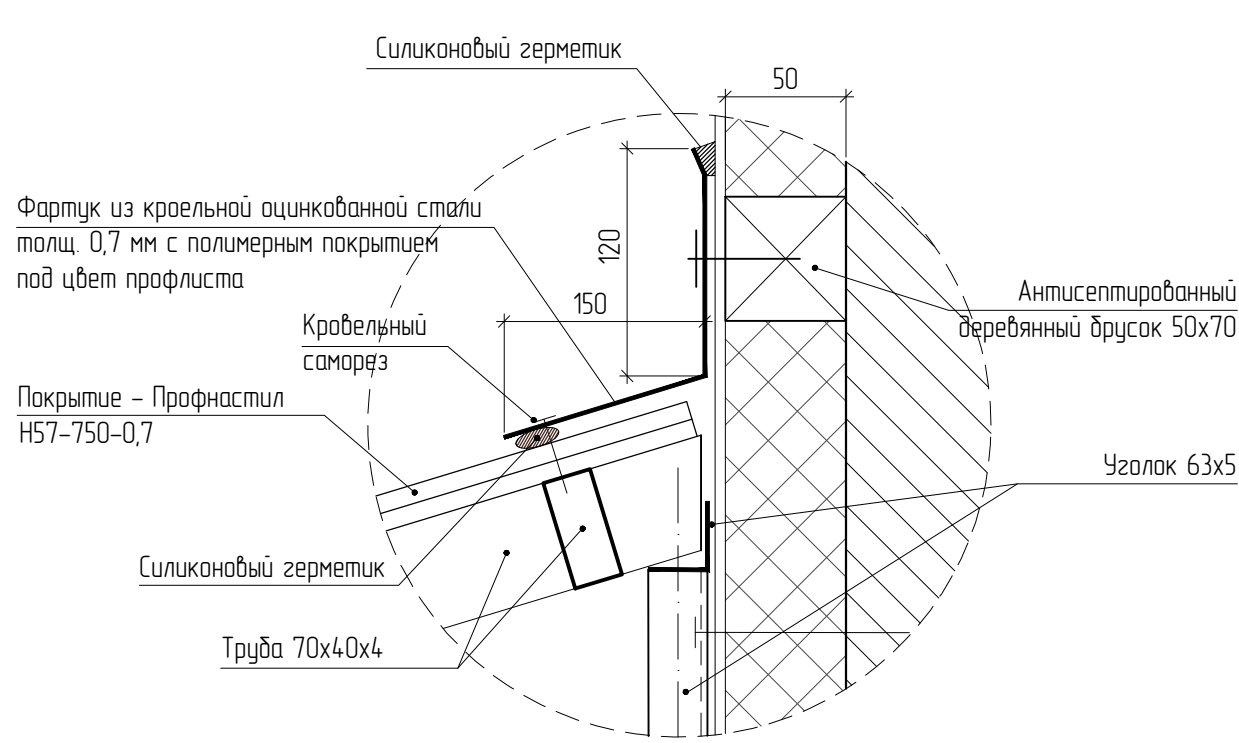 Силиконовый герметик
50
Фартук из кроельной оцинкованной стали
толщ. 0,7 мм с полимерным покрытием
под цвет профлиста
120
150
Антисептированный
деревянный брусок 50х70
Кровельный
саморез
Покрытие – Профнастил
Н57-750-0,7
Уголок 63х5
Силиконовый герметик
Труба 70х40х4